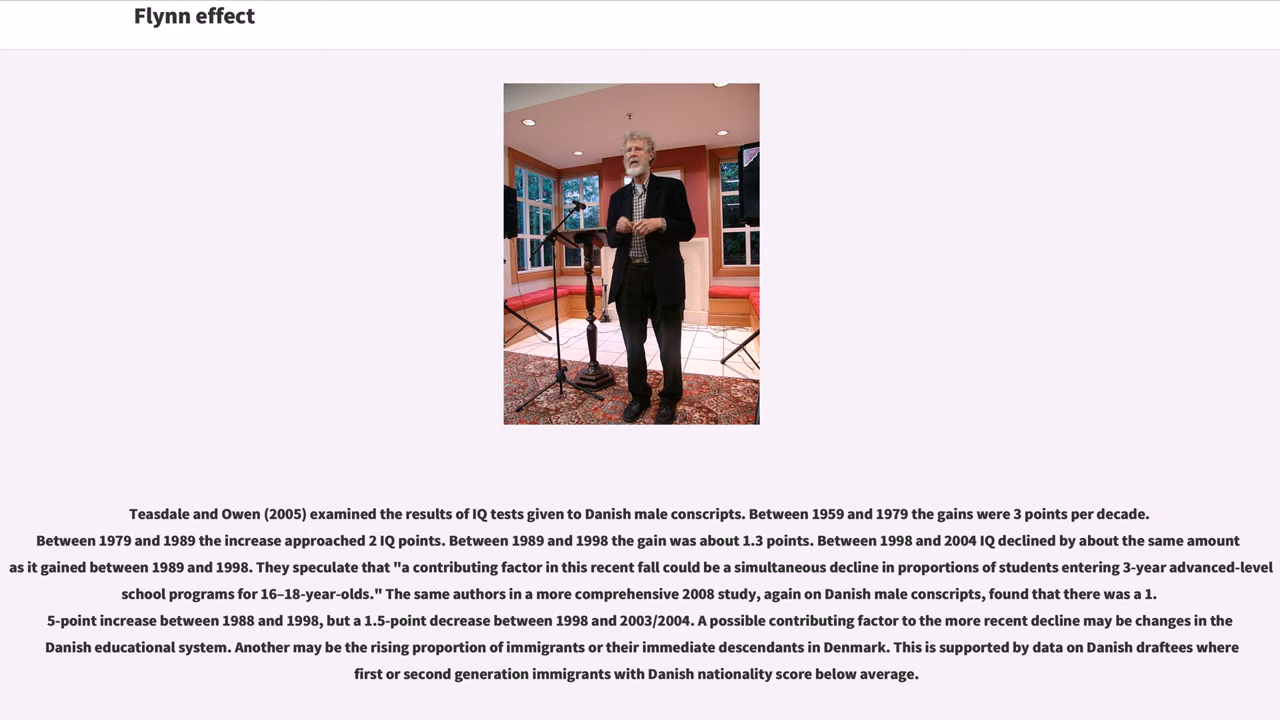 Flynn effect
Teasdale and Owen (2005) examined the results of IQ tests given to Danish male conscripts. Between 1959 and 1979 the gains were 3 points per decade.
Between 1979 and 1989 the increase approached 2 IQ points. Between 1989 and 1998 the gain was about 1.3 points. Between 1998 and 2004 IQ declined by about the same amount
as it gained between 1989 and 1998. They speculate that "a contributing factor in this recent fall could be a simultaneous decline in proportions of students entering 3-year advanced-level
school programs for 16–18-year-olds." The same authors in a more comprehensive 2008 study, again on Danish male conscripts, found that there was a 1.
5-point increase between 1988 and 1998, but a 1.5-point decrease between 1998 and 2003/2004. A possible contributing factor to the more recent decline may be changes in the
Danish educational system. Another may be the rising proportion of immigrants or their immediate descendants in Denmark. This is supported by data on Danish draftees where
first or second generation immigrants with Danish nationality score below average.